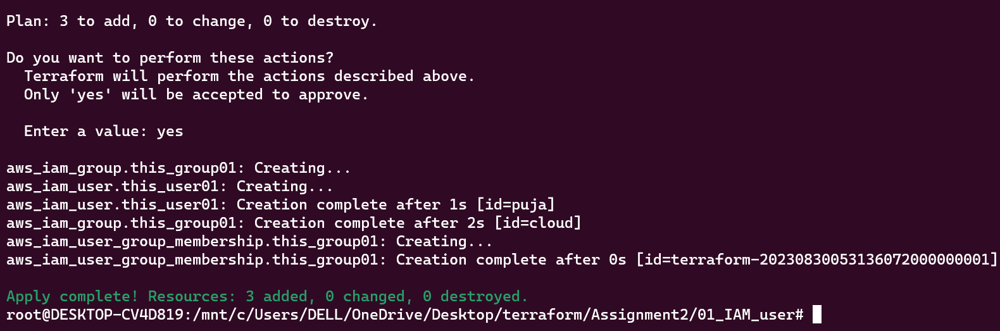 Plan: 3 to add, 0 to change, 0 to destroy.
Do you want to perform these actions?
Terraform will perform the actions described above.
Only 'yes' will be accepted to approve.
Enter a value: yes
aws_iam_group.this_group01: Creating...
aws_iam_user.this_user01: Creating...
aws_iam_user.this_user01: Creation complete after 1s [id=puja]
aws_iam_group.this_group01: Creation complete after 2s [id=cloud]
aws_iam_user_group_membership.this_group01: Creating...
aws_iam_user_group_membership.this_group01: Creation complete after 0s [id=terraform-20230830053136072000000001]
Apply complete! Resources: 3 added, 0 changed, 0 destroyed.
root@DESKTOP-CV4D819:/mnt/c/Users/DELL/OneDrive/Desktop/terraform/Assignment2/01_IAM_user#